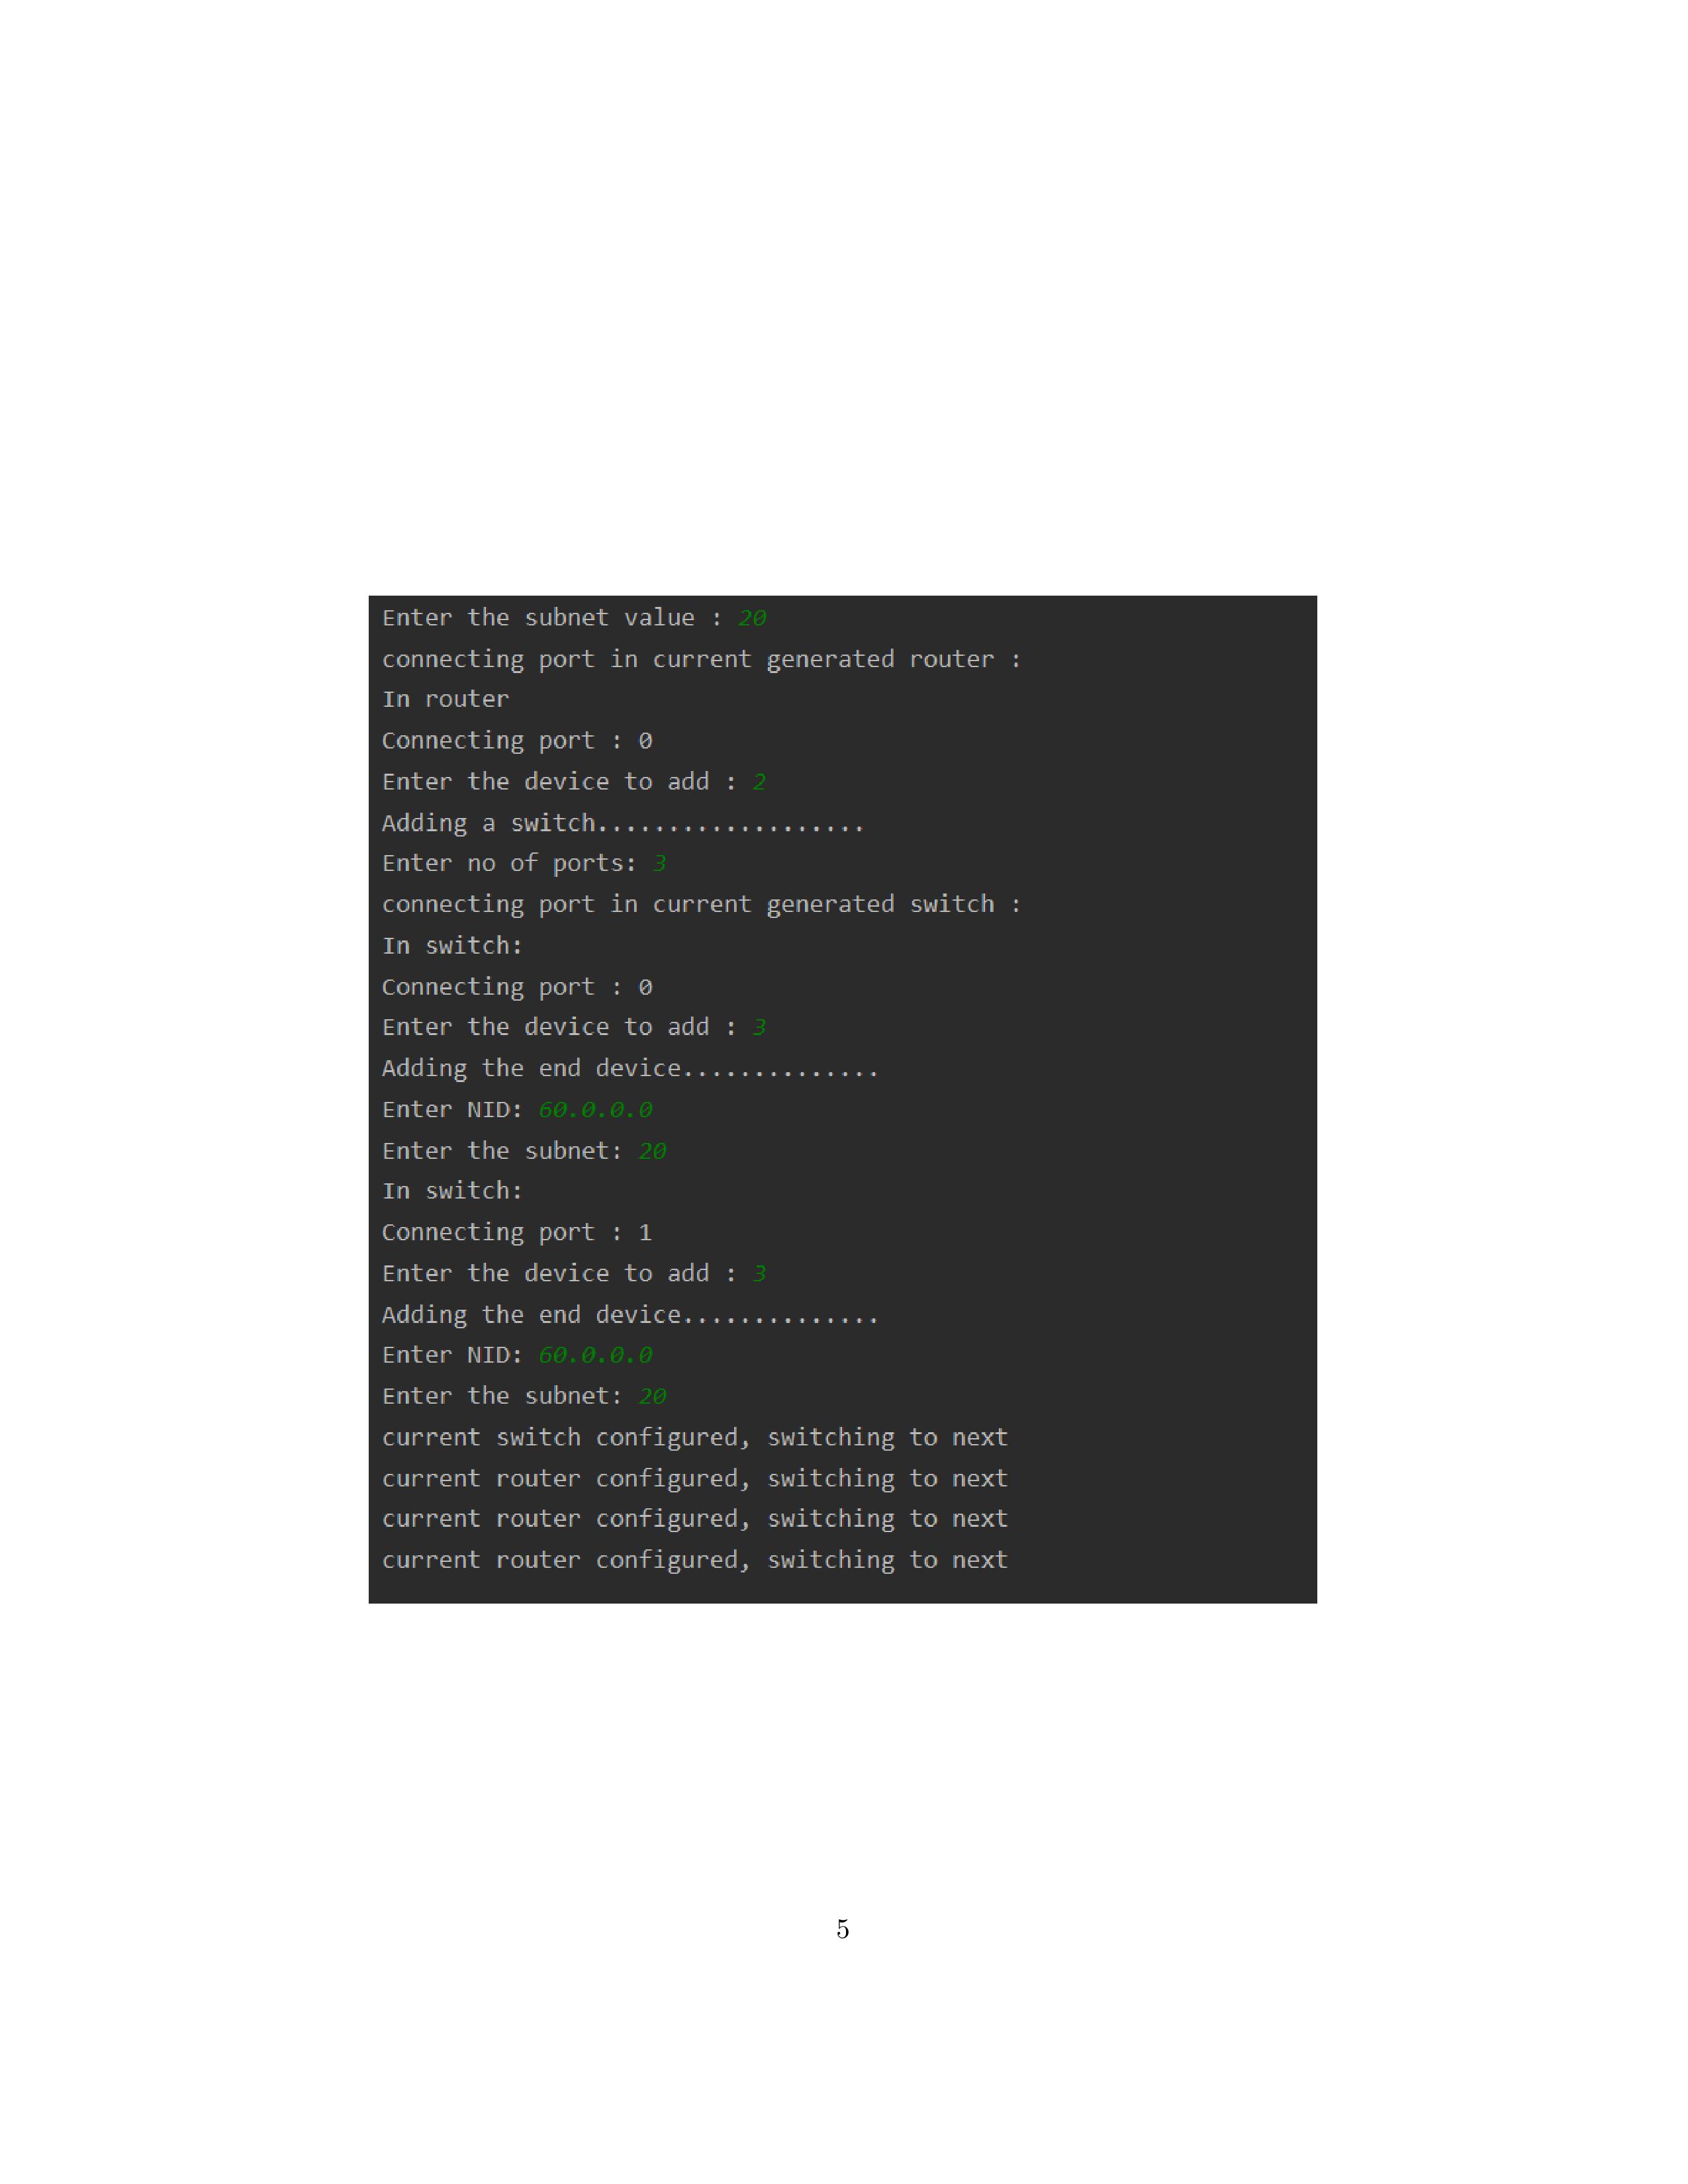 Enter the subnet value : 20
connecting port in current generated router :
In router
Connecting port : 0
Enter the device to add : 2
Adding a switch...................
Enter no of ports: 3
connecting port in current generated switch :
In switch:
Connecting port : 0
Enter the device to add : 3
Adding the end device..............
Enter NID: 60.0.0.0
Enter the subnet: 20
In switch:
Connecting port : 1
Enter the device to add : 3
Adding the end device..............
Enter NID: 60.0.0.0
Enter the subnet: 20
current switch configured, switching to next
current router configured, switching to next
current router configured, switching to next
current router configured, switching to next
5